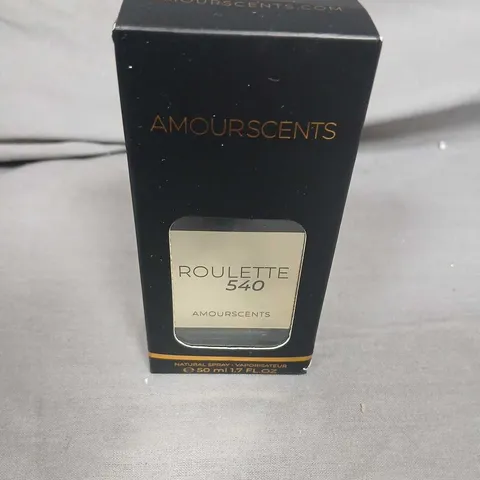 AMOURSCENTS.COM
AMOURSCENTS
ROULETTE
540
AMOURSCENTS
NATURAL SPRAY - VAPORISATEUR
℮ 50 ml 1.7 FL.OZ